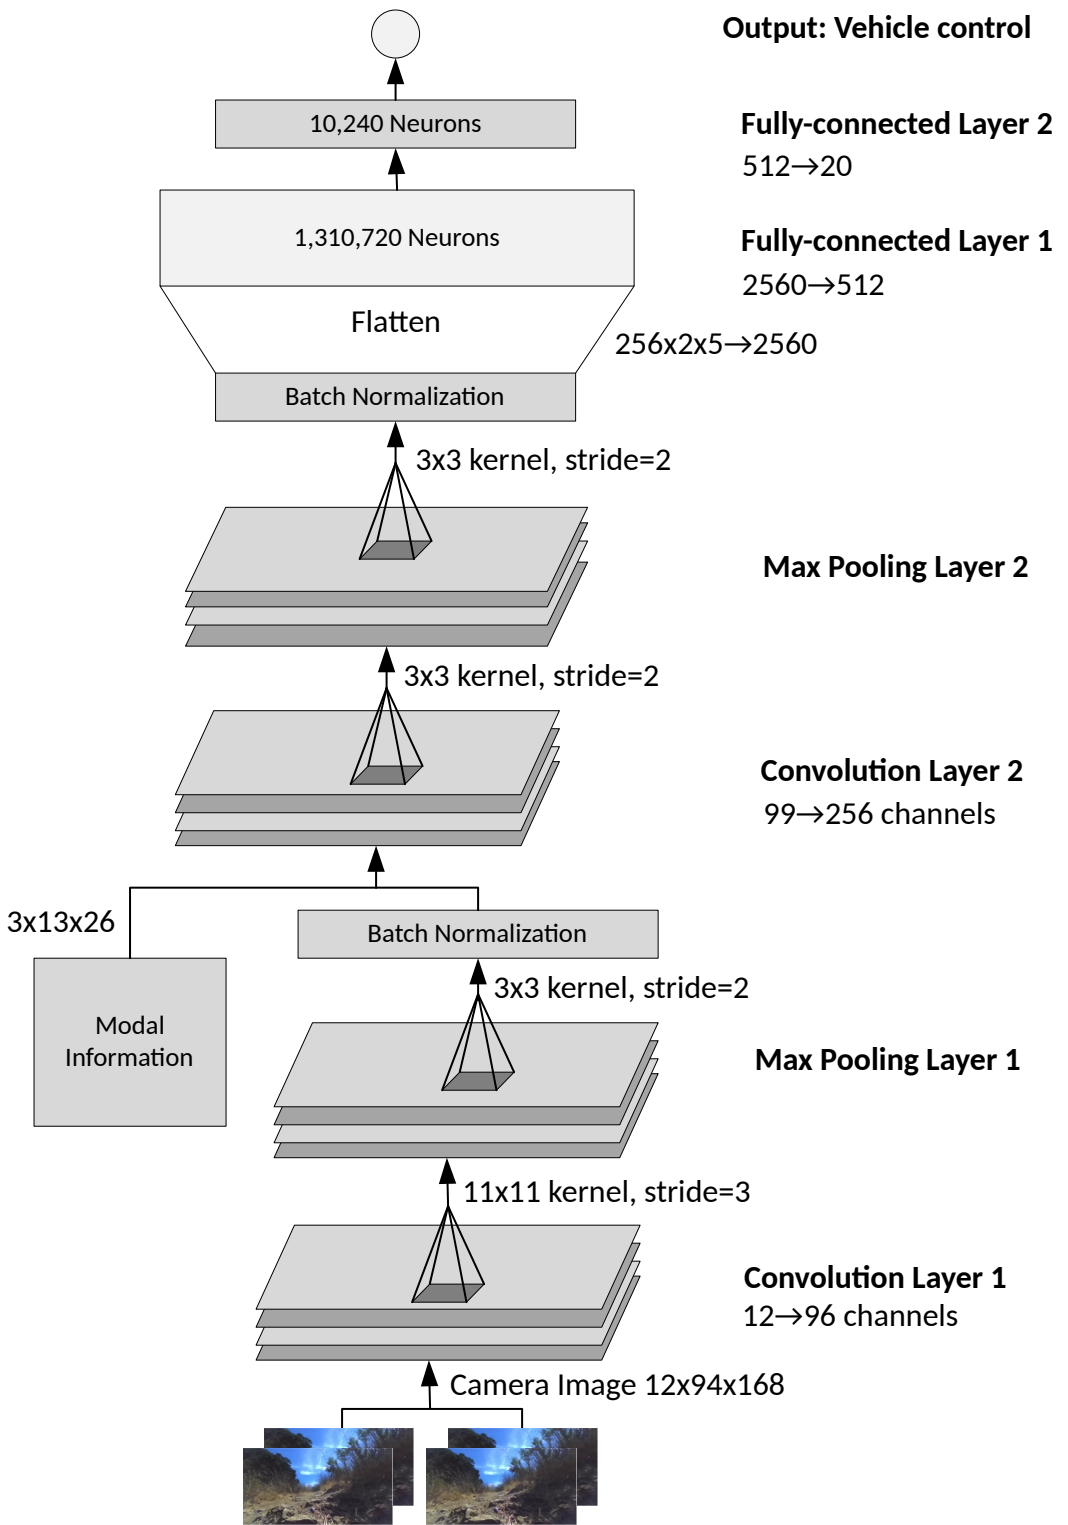 Output: Vehicle control
10,240 Neurons
Fully-connected Layer 2
512→20
1,310,720 Neurons
Fully-connected Layer 1
2560→512
Flatten
256x2x5→2560
Batch Normalization
3x3 kernel, stride=2
Max Pooling Layer 2
3x3 kernel, stride=2
Convolution Layer 2
99→256 channels
3x13x26
Batch Normalization
Modal
Information
3x3 kernel, stride=2
Max Pooling Layer 1
11x11 kernel, stride=3
Convolution Layer 1
12→96 channels
Camera Image 12x94x168